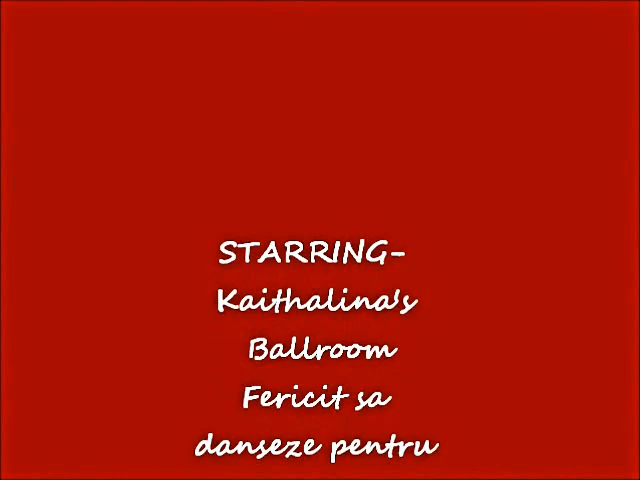 STARRING-
Kaithalina's
Ballroom
Fericit sa
danseze pentru